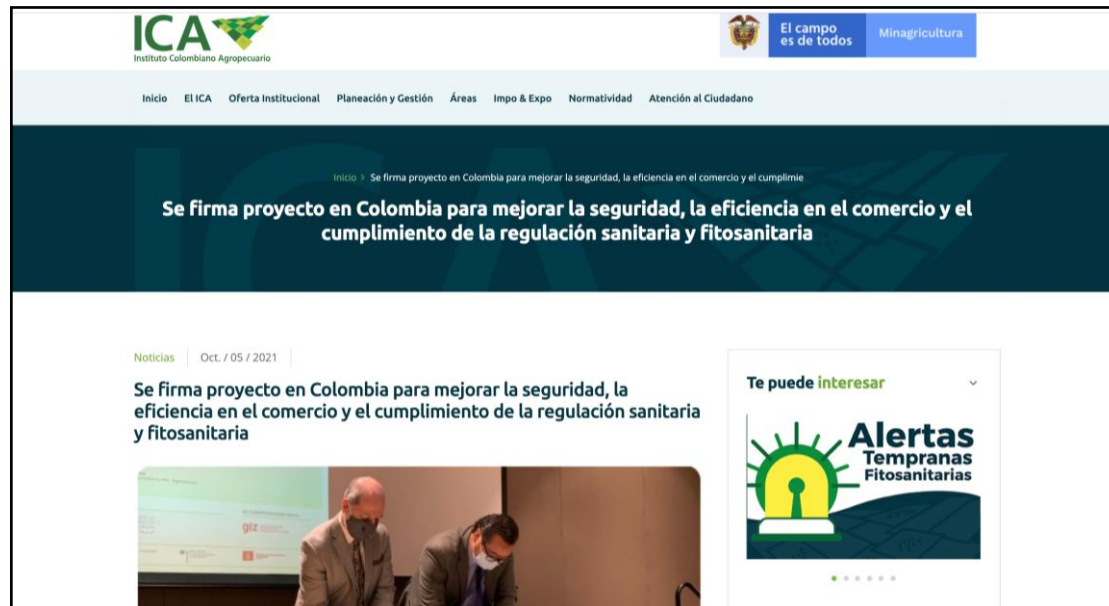 ICA
Instituto Colombiano Agropecuario
El campo
es de todos
Minagricultura
Inicio El ICA Oferta Institucional Planeación y Gestión Áreas Impo & Expo Normatividad Atención al Ciudadano
Inicio > Se firma proyecto en Colombia para mejorar la seguridad, la eficiencia en el comercio y el cumplimie
Se firma proyecto en Colombia para mejorar la seguridad, la eficiencia en el comercio y el
cumplimiento de la regulación sanitaria y fitosanitaria
Noticias Oct. / 05 / 2021
Se firma proyecto en Colombia para mejorar la seguridad, la
eficiencia en el comercio y el cumplimiento de la regulación sanitaria
y fitosanitaria
giz
Te puede interesar
Alertas
Tempranas
Fitosanitarias